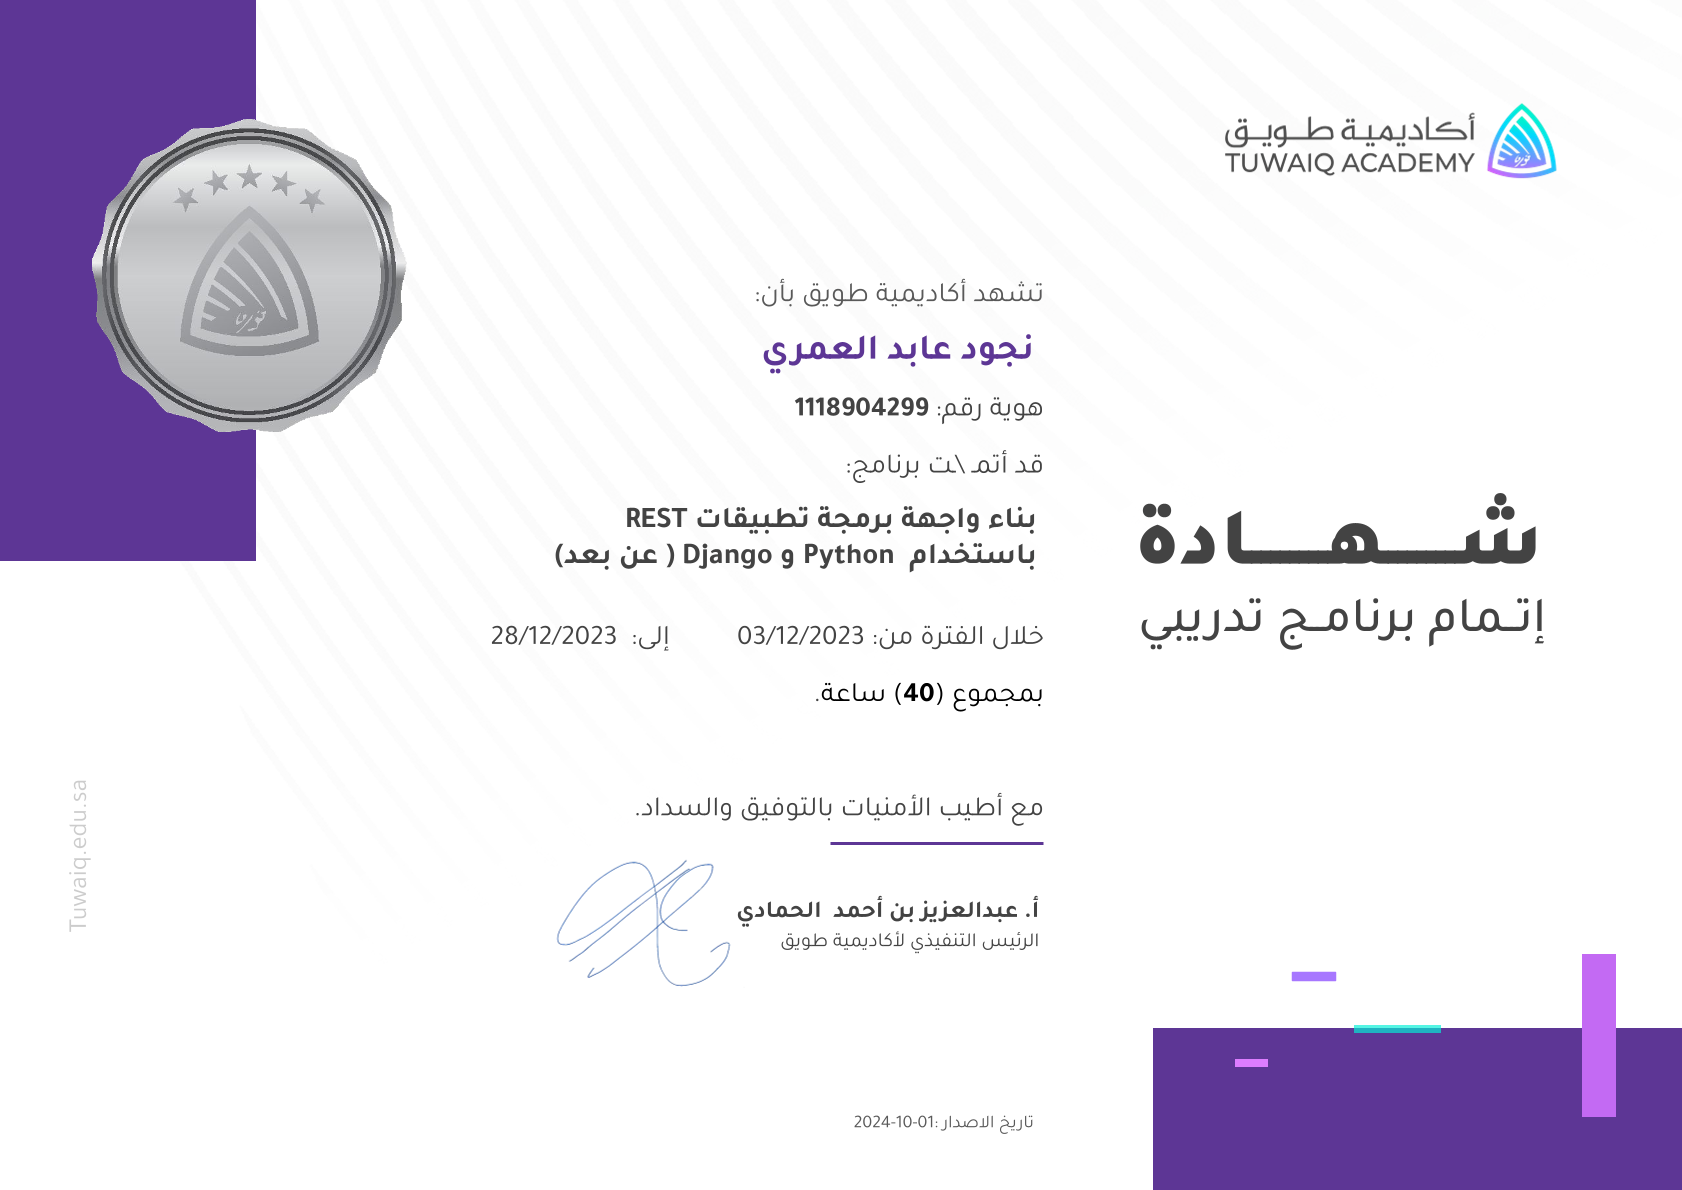 أكاديمية طويق
TUWAIQ ACADEMY
شهادة
إتمام برنامج تدريبي
تشهد أكاديمية طويق بأن:
نجود عابد العمري
هوية رقم: 1118904299
قد أتمـ \ـت برنامج:
بناء واجهة برمجة تطبيقات REST
باستخدام Python و Django ( عن بعد)
خلال الفترة من: 03/12/2023 إلى: 28/12/2023
بمجموع (40) ساعة.
مع أطيب الأمنيات بالتوفيق والسداد.
أ. عبدالعزيز بن أحمد الحمادي
الرئيس التنفيذي لأكاديمية طويق
تاريخ الاصدار :01-10-2024
Tuwaiq.edu.sa